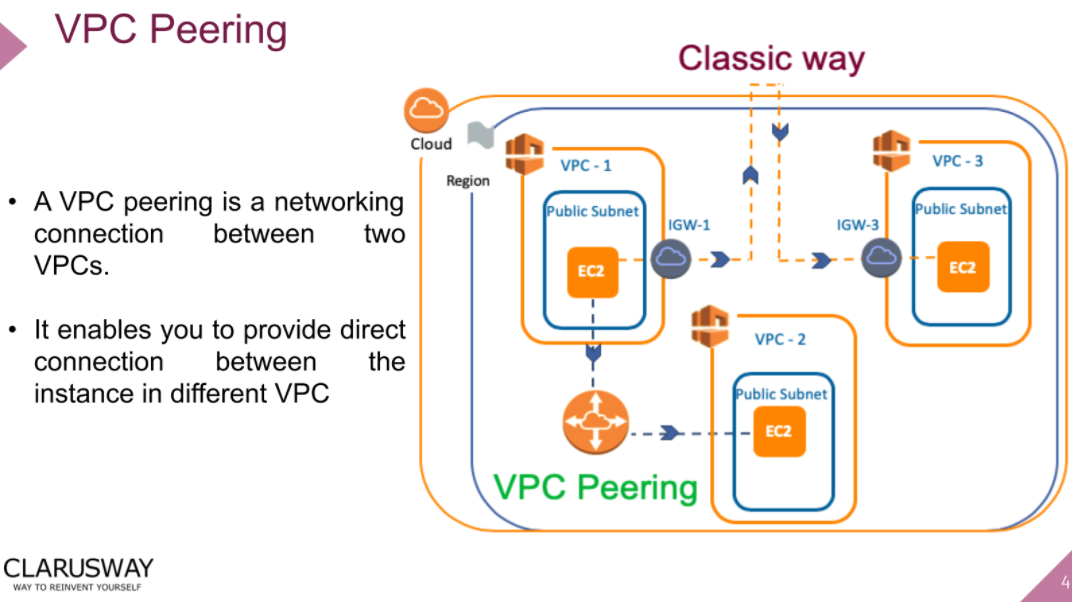 VPC Peering
Classic way
• A VPC peering is a networking
connection between two
VPCs.
• It enables you to provide direct
connection between the
instance in different VPC
Cloud
Region
VPC - 1
Public Subnet
EC2
IGW-1
IGW-3
VPC - 3
Public Subnet
EC2
VPC - 2
Public Subnet
EC2
VPC Peering
CLARUSWAY
WAY TO REINVENT YOURSELF
4